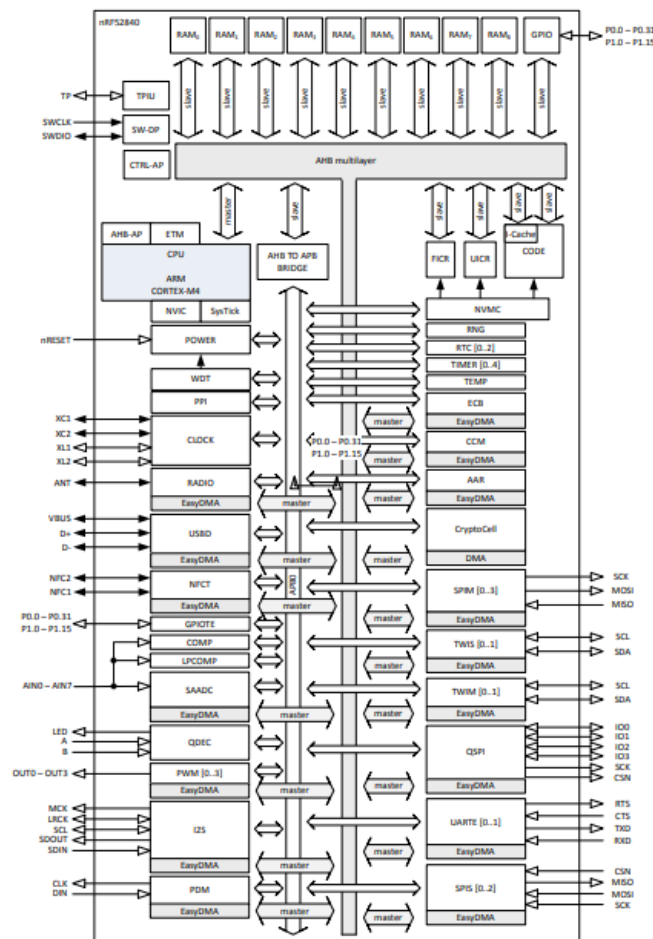 nRF52840
RAM0 RAM1 RAM2 RAM3 RAM4 RAM5 RAM6 RAM7 RAM8 GPIO
P0.0 – P0.31
P1.0 – P1.15
slave slave slave slave slave slave slave slave slave slave
TP TPIU
SWCLK
SWDIO
SW-DP
CTRL-AP
AHB multilayer
master slave slave slave slave slave
AHB-AP ETM
CPU
ARM
CORTEX-M4
NVIC SysTick
AHB TO APB
BRIDGE
FICR UICR I-Cache
CODE
NVMC
nRESET POWER
RNG
RTC [0..2]
TIMER [0..4]
WDT
TEMP
PPI
ECB
EasyDMA
master
XC1
XC2
XL1
XL2
CLOCK
P0.0 – P0.31
P1.0 – P1.15
CCM
EasyDMA
master
ANT RADIO
EasyDMA
master
AAR
EasyDMA
master
VBUS
D+
D-
USBD
EasyDMA
master
CryptoCell
DMA
master
NFC2
NFC1
NFCT
EasyDMA
master
APB0
SPIM [0..3]
EasyDMA
master
SCK
MOSI
MISO
P0.0 – P0.31
P1.0 – P1.15
GPIOTE
COMP
LPCOMP
TWIS [0..1]
EasyDMA
master
SCL
SDA
AIN0 – AIN7
SAADC
EasyDMA
master
TWIM [0..1]
EasyDMA
master
SCL
SDA
LED
A
B
QDEC
QSPI
EasyDMA
master
IO0
IO1
IO2
IO3
SCK
CSN
OUT0 – OUT3 PWM [0..3]
EasyDMA
master
MCK
LRCK
SCL
SDOUT
SDIN
I2S
EasyDMA
master
UARTE [0..1]
EasyDMA
master
RTS
CTS
TXD
RXD
CLK
DIN
PDM
EasyDMA
master
SPIS [0..2]
EasyDMA
master
CSN
MISO
MOSI
SCK